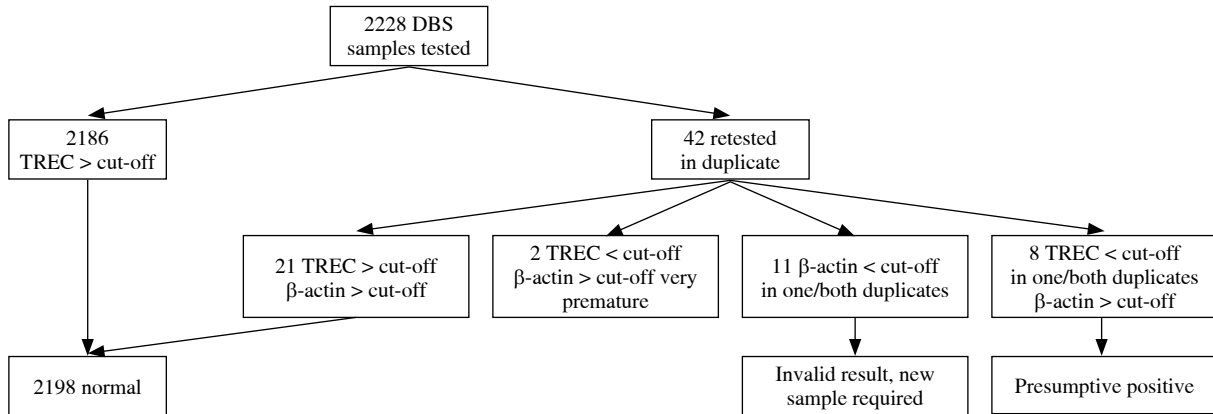 2228 DBS
samples tested
2186
TREC > cut-off
42 retested
in duplicate
21 TREC > cut-off
β-actin > cut-off
2 TREC < cut-off
β-actin > cut-off very
premature
11 β-actin < cut-off
in one/both duplicates
8 TREC < cut-off
in one/both duplicates
β-actin > cut-off
2198 normal
Invalid result, new
sample required
Presumptive positive